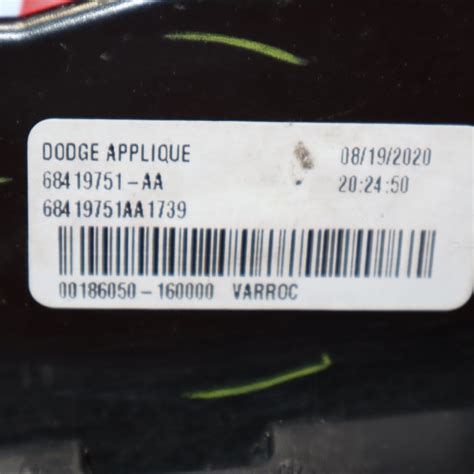 DODGE APPLIQUE 08/19/2020
68419751-AA 20:24:50
68419751AA1739
00186050-160000 VARROC